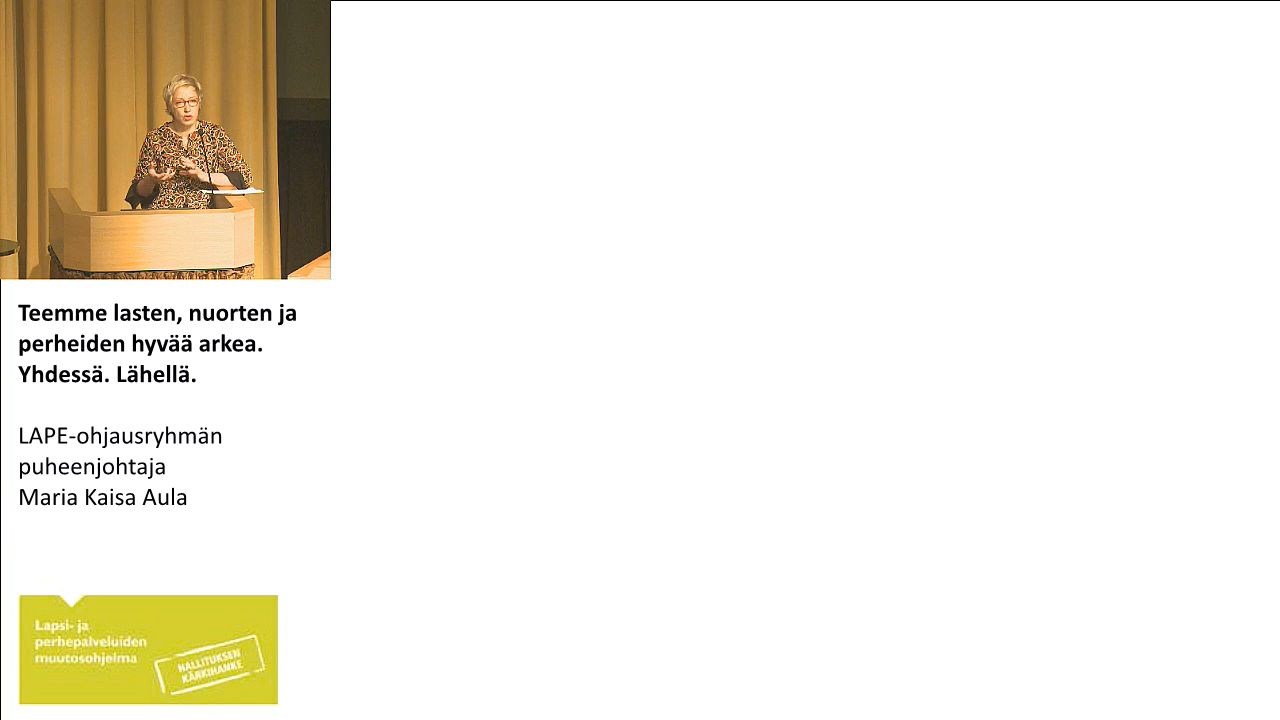 Teemme lasten, nuorten ja
perheiden hyvää arkea.
Yhdessä. Lähellä.
LAPE-ohjausryhmän
puheenjohtaja
Maria Kaisa Aula
Lapsi- ja
perhepalveluiden
muutosohjelma
HALLITUKSEN
KÄRKIHANKE